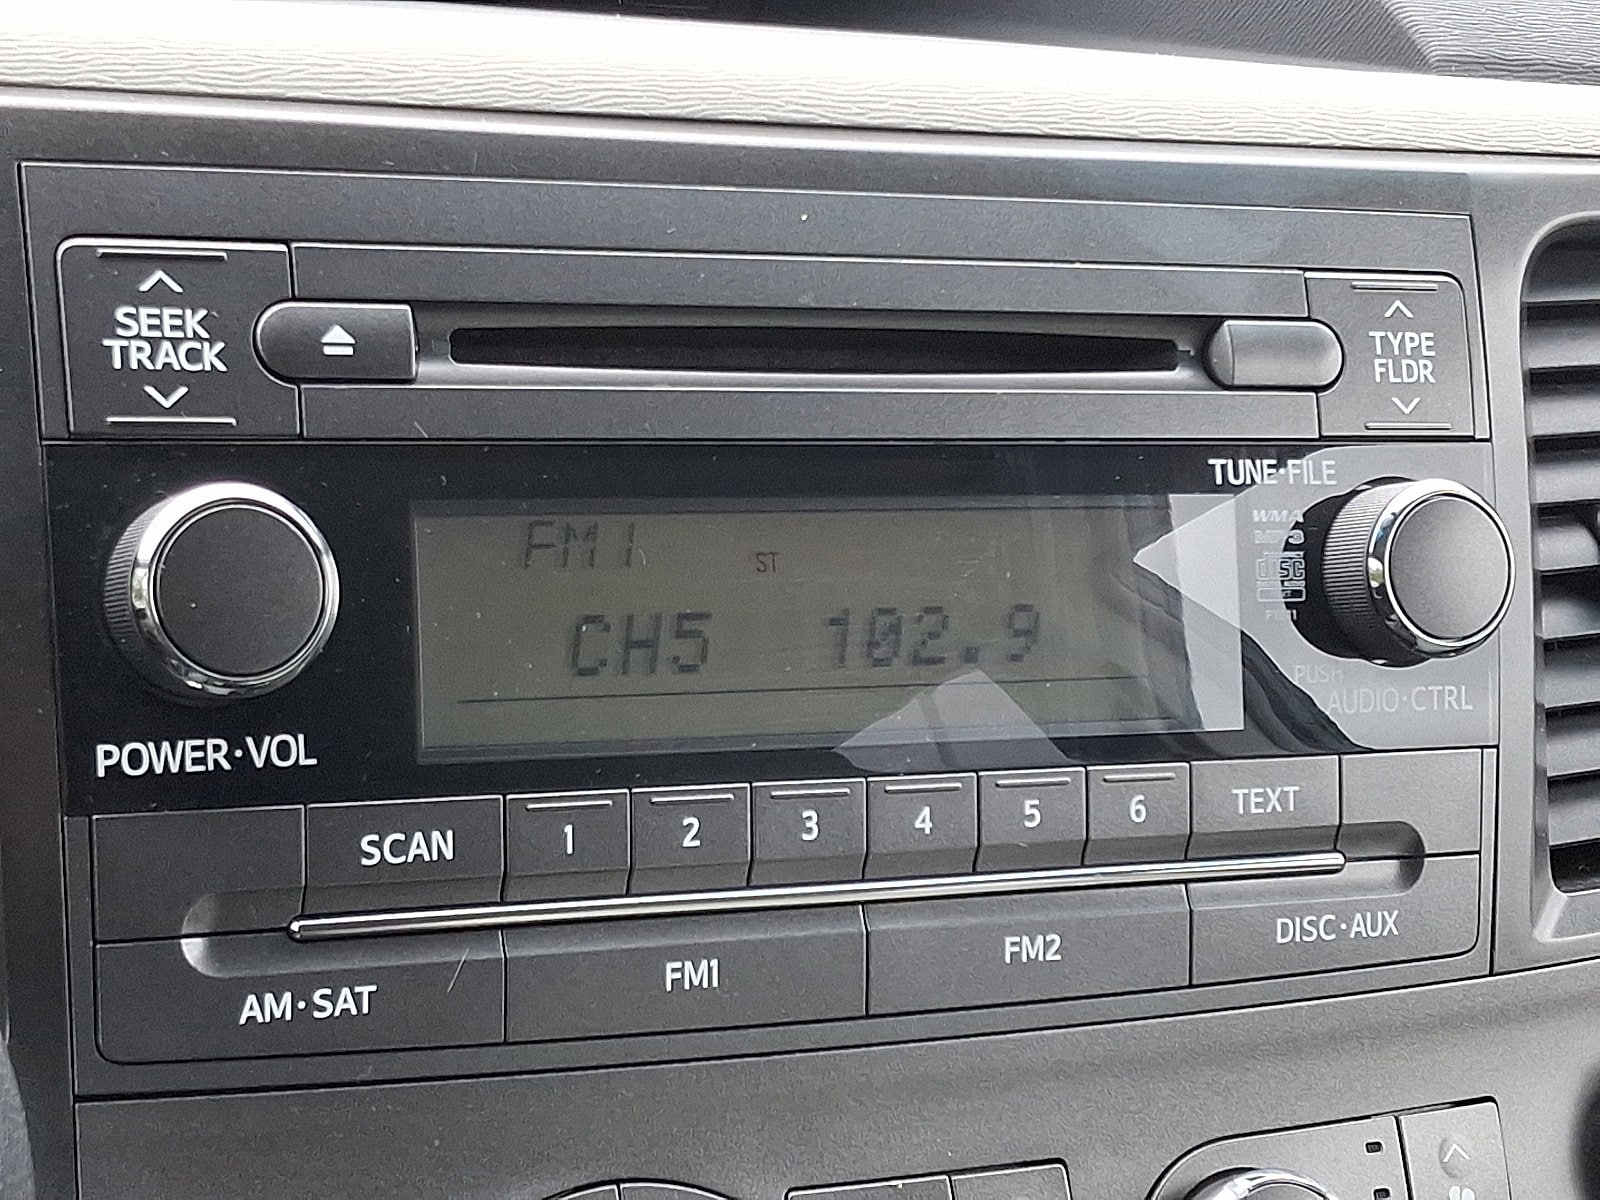 SEEK
TRACK
TYPE
FLDR
TUNE·FILE
WMA
MP3
DISC
FM1
ST
CH5 102.9
PUSH
AUDIO·CTRL
POWER·VOL
SCAN
1
2
3
4
5
6
TEXT
AM·SAT
FM1
FM2
DISC·AUX